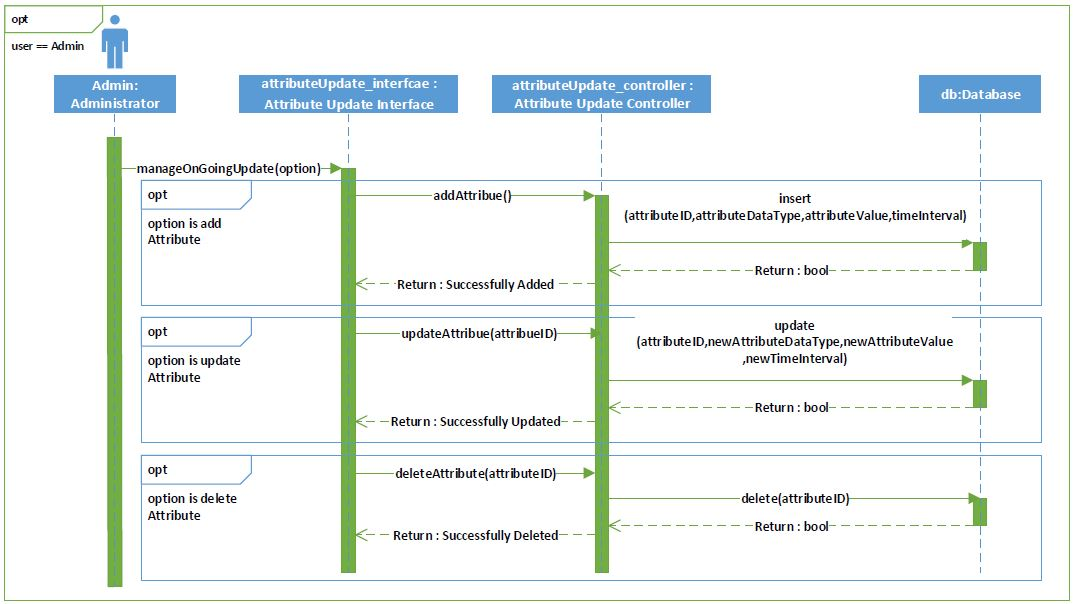 opt
user == Admin
Admin:
Administrator
attributeUpdate_interfcae :
Attribute Update Interface
attributeUpdate_controller :
Attribute Update Controller
db:Database
manageOnGoingUpdate(option)
opt
option is add
Attribute
addAttribue()
insert
(attributeID,attributeDataType,attributeValue,timeInterval)
Return : bool
Return : Successfully Added
opt
option is update
Attribute
updateAttribue(attribueID)
update
(attributeID,newAttributeDataType,newAttributeValue
,newTimeInterval)
Return : bool
Return : Successfully Updated
opt
option is delete
Attribute
deleteAttribute(attributeID)
delete(attributeID)
Return : bool
Return : Successfully Deleted